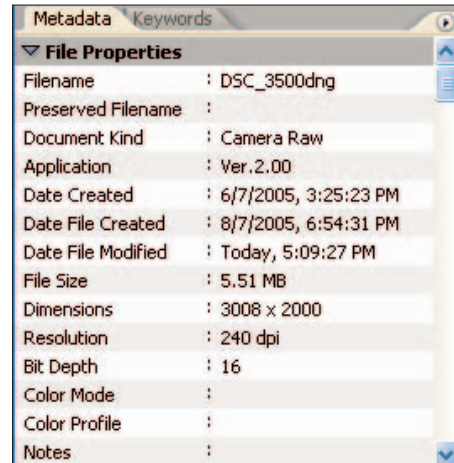 Metadata Keywords
File Properties
Filename : DSC_3500dng
Preserved Filename :
Document Kind : Camera Raw
Application : Ver.2.00
Date Created : 6/7/2005, 3:25:23 PM
Date File Created : 8/7/2005, 6:54:31 PM
Date File Modified : Today, 5:09:27 PM
File Size : 5.51 MB
Dimensions : 3008 x 2000
Resolution : 240 dpi
Bit Depth : 16
Color Mode :
Color Profile :
Notes :